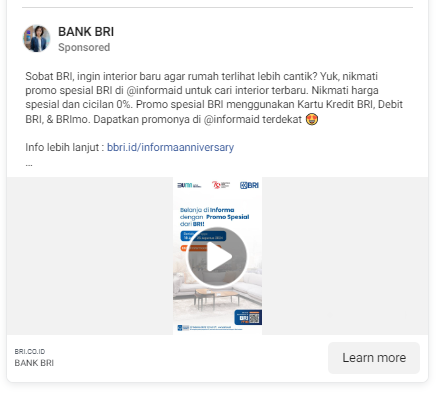 BANK BRI
Sponsored
Sobat BRI, ingin interior baru agar rumah terlihat lebih cantik? Yuk, nikmati
promo spesial BRI di @informaid untuk cari interior terbaru. Nikmati harga
spesial dan cicilan 0%. Promo spesial BRI menggunakan Kartu Kredit BRI, Debit
BRI, & BRImo. Dapatkan promonya di @informaid terdekat 🤩
Info lebih lanjut : bbri.id/informaanniversary
...
BRI
Belanja di Informa
dengan Promo Spesial
dari BRI!
BRI.CO.ID
BANK BRI
Learn more